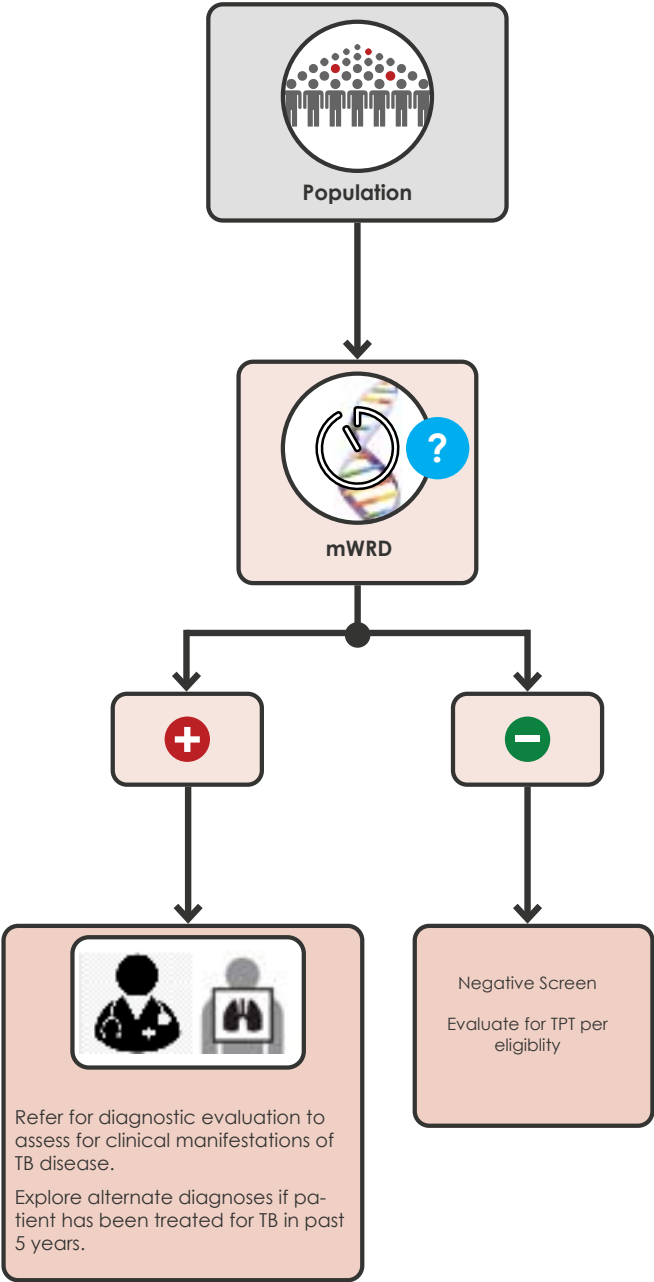 Population
?
mWRD
Refer for diagnostic evaluation to
assess for clinical manifestations of
TB disease.
Explore alternate diagnoses if pa-
tient has been treated for TB in past
5 years.
Negative Screen
Evaluate for TPT per
eligiblity